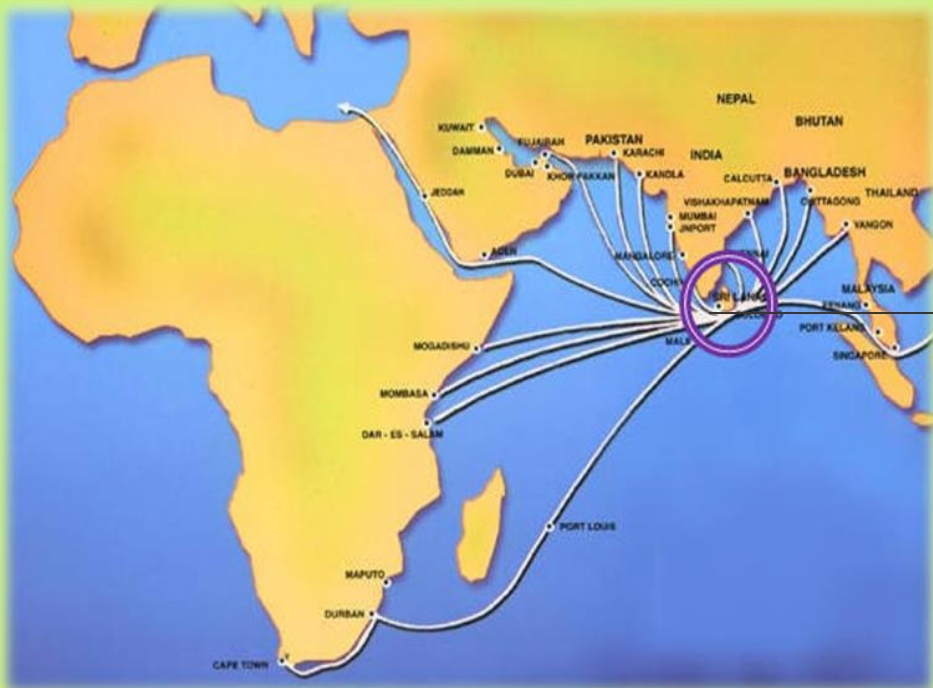 NEPAL
BHUTAN
KUWAIT
FUJAIRAH
PAKISTAN
DAMMAN
KARACHI
INDIA
DUBAI
KHOR FAKKAN
KANDLA
CALCUTTA
BANGLADESH
JEDDAH
VISHAKHAPATNAM
CHITTAGONG
THAILAND
MUMBAI
JNPORT
YANGON
ADEN
MANGALORE
COCHIN
SRI LANKA
MALAYSIA
PENANG
PORT KELANG
MALE
MOGADISHU
SINGAPORE
MOMBASA
DAR - ES - SALAM
PORT LOUIS
MAPUTO
DURBAN
CAPE TOWN